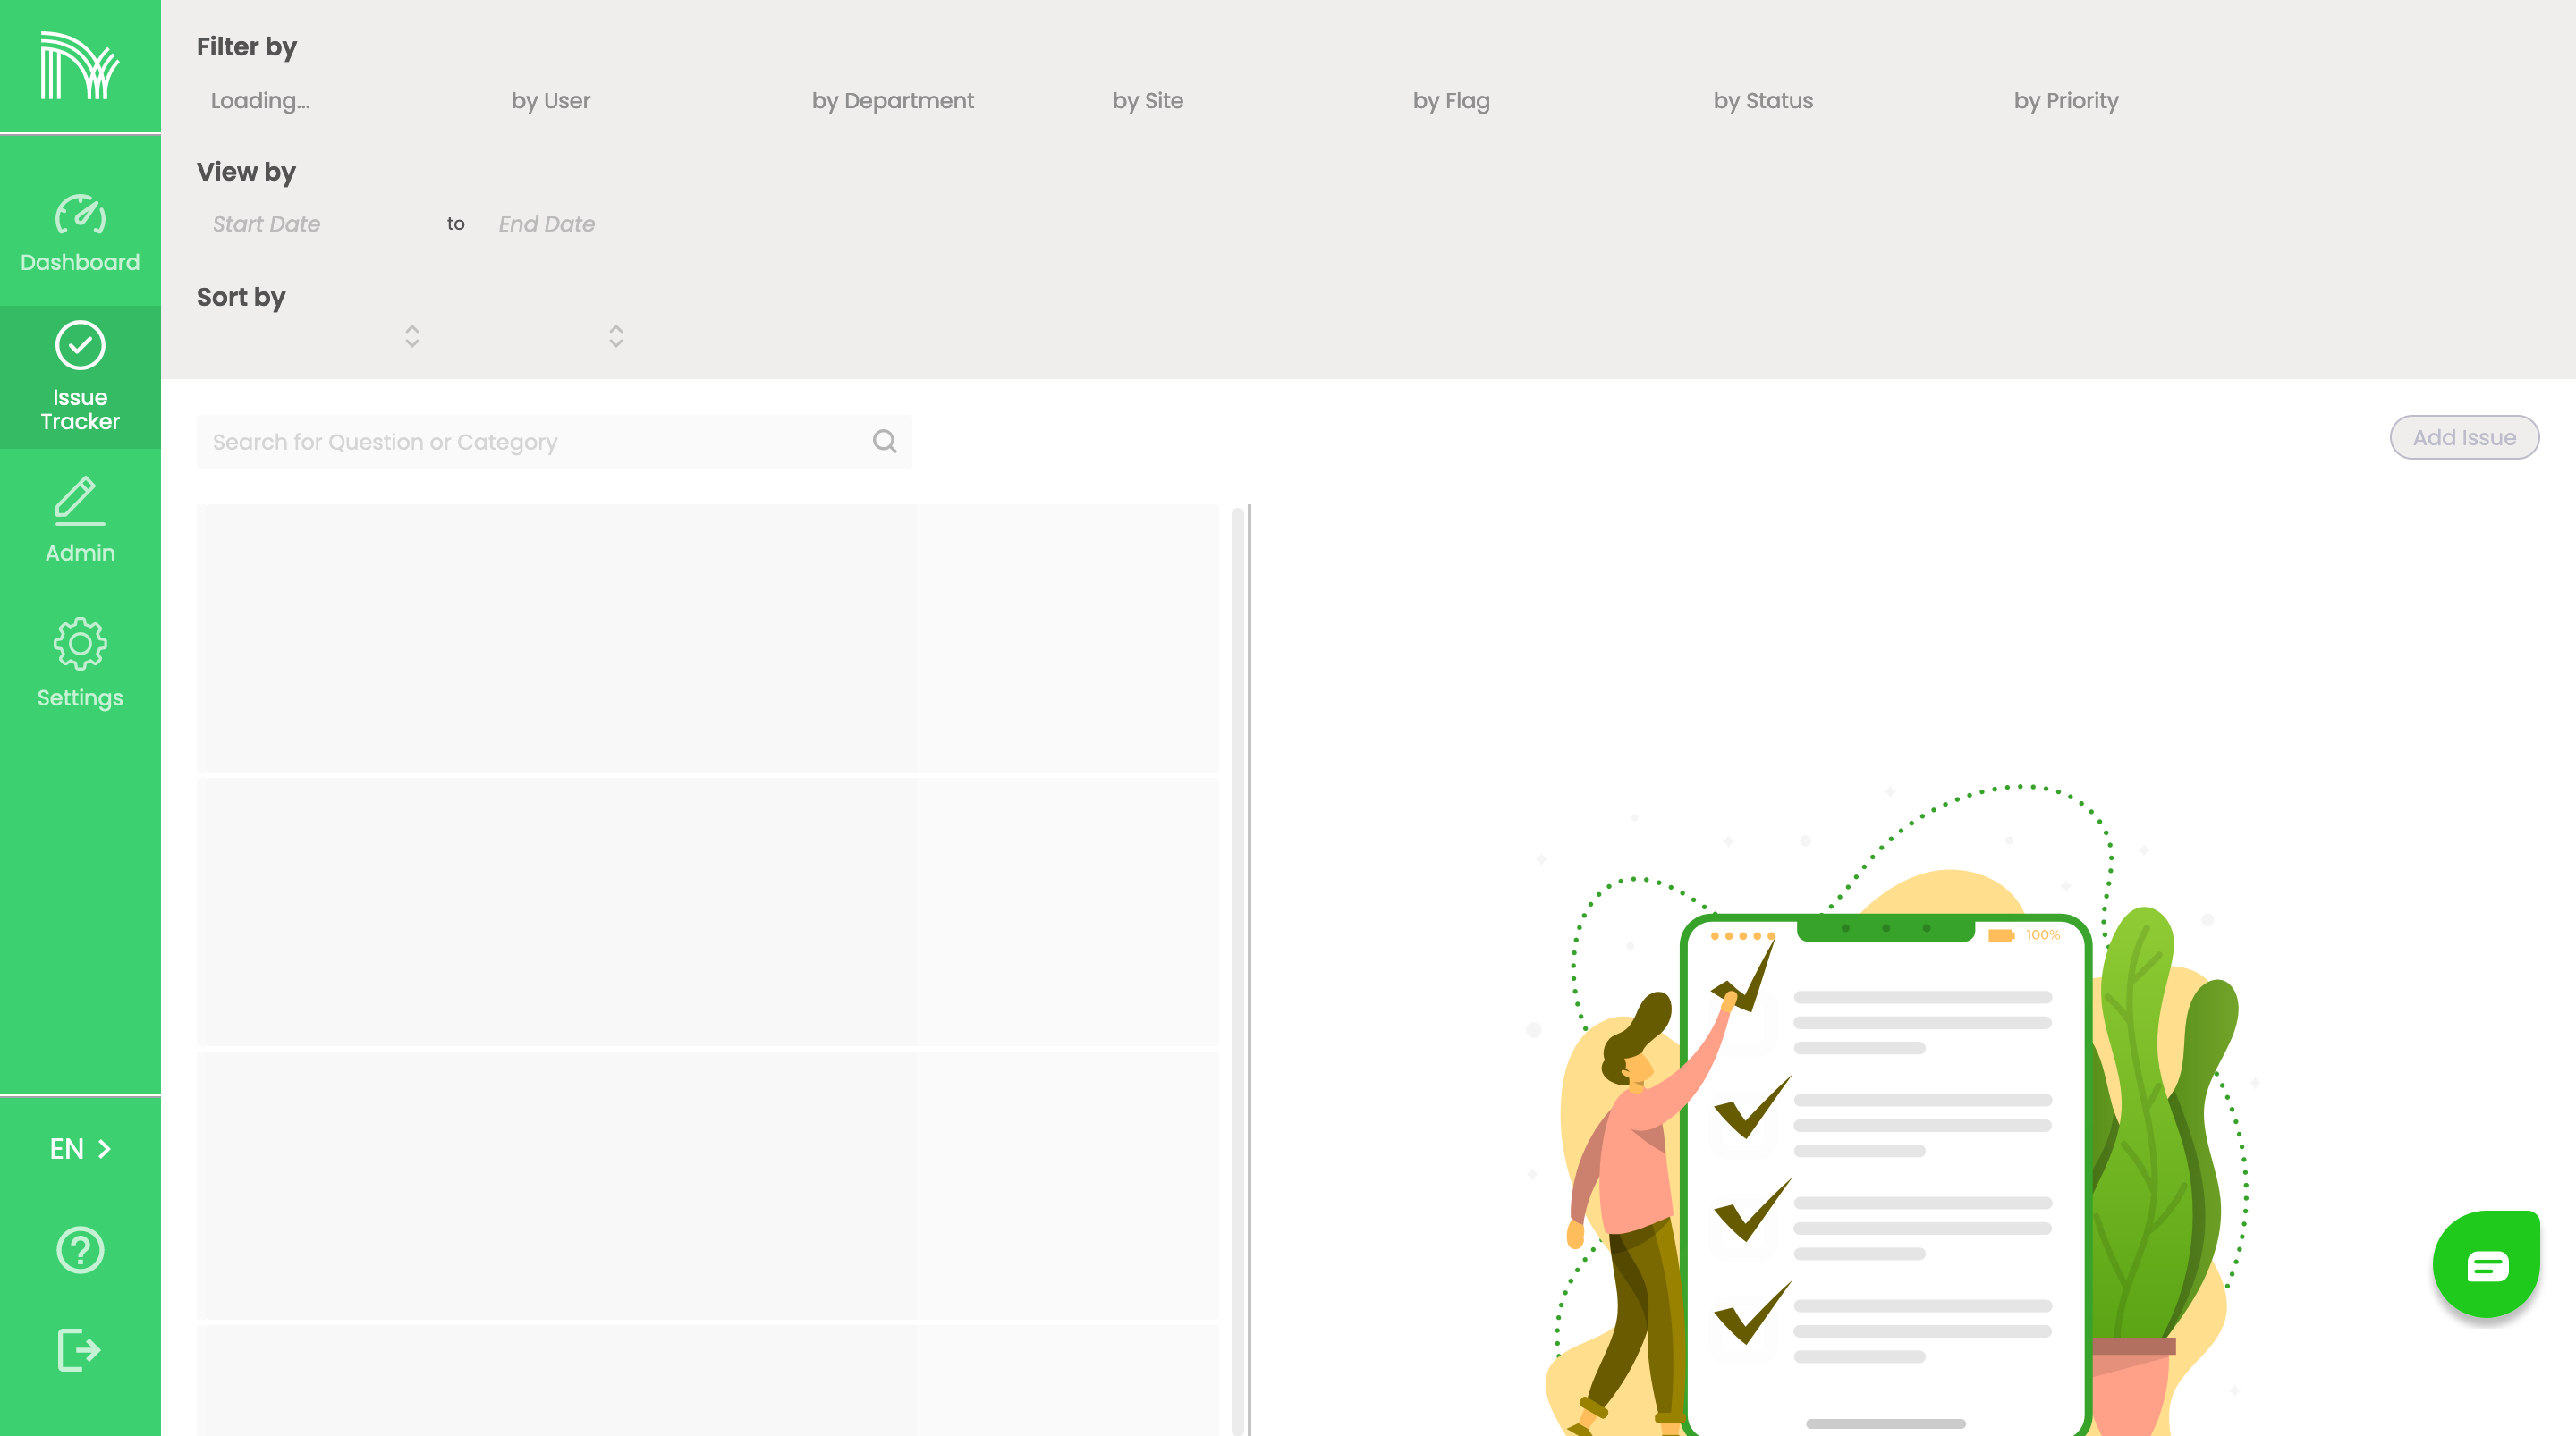 Filter by
Loading... by User by Department by Site by Flag by Status by Priority
View by
Start Date to End Date
Sort by
Dashboard
Issue
Tracker
Admin
Settings
EN
Search for Question or Category
Add Issue
100%